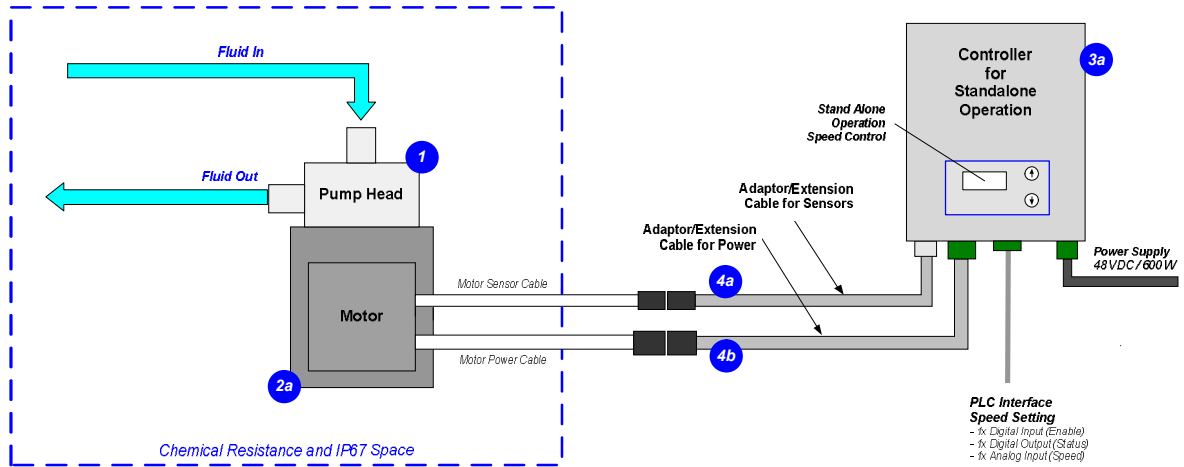 Fluid In
Fluid Out
1
Pump Head
Motor
2a
Motor Sensor Cable
Motor Power Cable
Chemical Resistance and IP67 Space
Adaptor/Extension
Cable for Sensors
Adaptor/Extension
Cable for Power
4a
4b
Stand Alone
Operation
Speed Control
Controller
for
Standalone
Operation
3a
Power Supply
48VDC / 600W
PLC Interface
Speed Setting
– 1x Digital Input (Enable)
– 1x Digital Output (Status)
– 1x Analog Input (Speed)